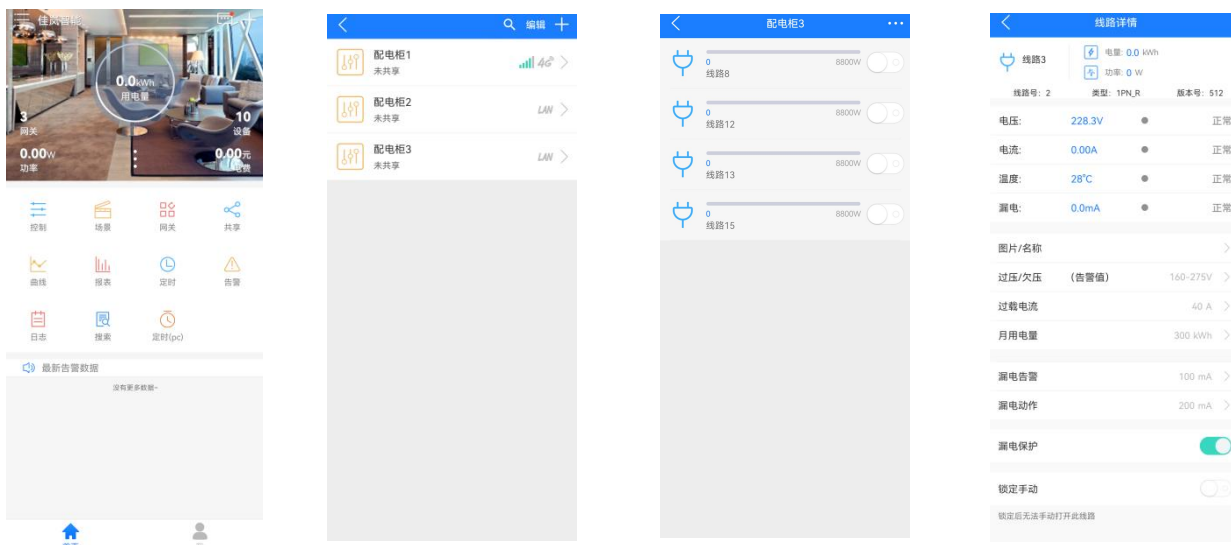 佳岚智能
0.0kWh
用电量
3
网关
10
设备
0.00w
功率
0.00元
电费
控制
场景
网关
共享
曲线
报表
定时
告警
日志
搜索
定时(pc)
最新告警数据
没有更多数据~
编辑
配电柜1
未共享
4G
配电柜2
未共享
LAN
配电柜3
未共享
LAN
配电柜3
0
8800W
线路8
0
8800W
线路12
0
8800W
线路13
0
8800W
线路15
线路详情
线路3
电量: 0.0 kWh
功率: 0 W
线路号: 2
类型: 1PN_R
版本号: 512
电压: 228.3V 正常
电流: 0.00A 正常
温度: 28℃ 正常
漏电: 0.0mA 正常
图片/名称
过压/欠压 (告警值) 160-275V
过载电流 40 A
月用电量 300 kWh
漏电告警 100 mA
漏电动作 200 mA
漏电保护
锁定手动
锁定后无法手动打开此线路